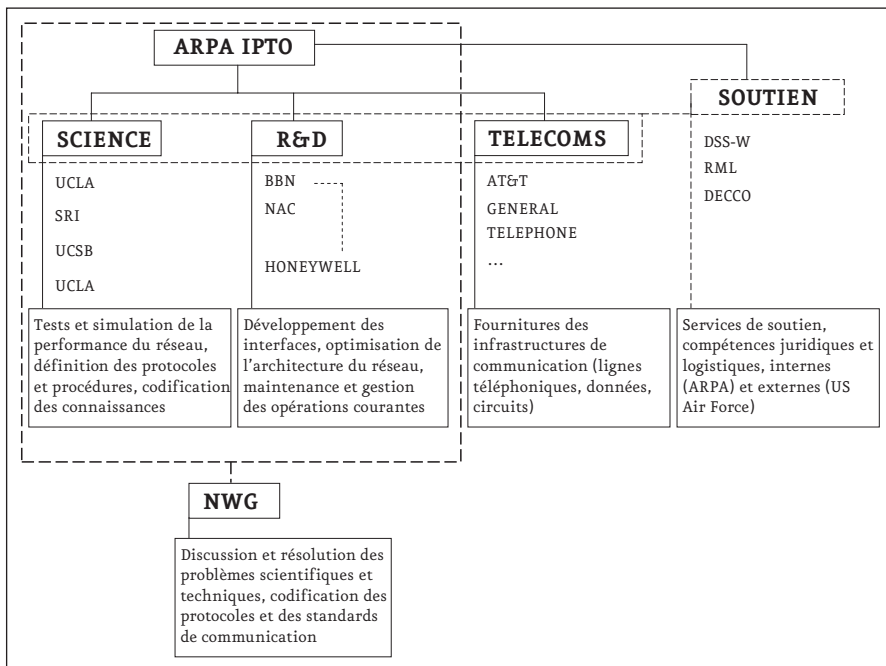 ARPA IPTO
SOUTIEN
DSS-W
RML
DECCO
SCIENCE
UCLA
SRI
UCSB
UCLA
R&D
BBN
NAC
HONEYWELL
TELECOMS
AT&T
GENERAL
TELEPHONE
...
Tests et simulation de la
performance du réseau,
définition des protocoles
et procédures, codification
des connaissances
Développement des
interfaces, optimisation de
l'architecture du réseau,
maintenance et gestion
des opérations courantes
Fournitures des
infrastructures de
communication (lignes
téléphoniques, données,
circuits)
Services de soutien,
compétences juridiques et
logistiques, internes
(ARPA) et externes (US
Air Force)
NWG
Discussion et résolution des
problèmes scientifiques et
techniques, codification des
protocoles et des standards
de communication